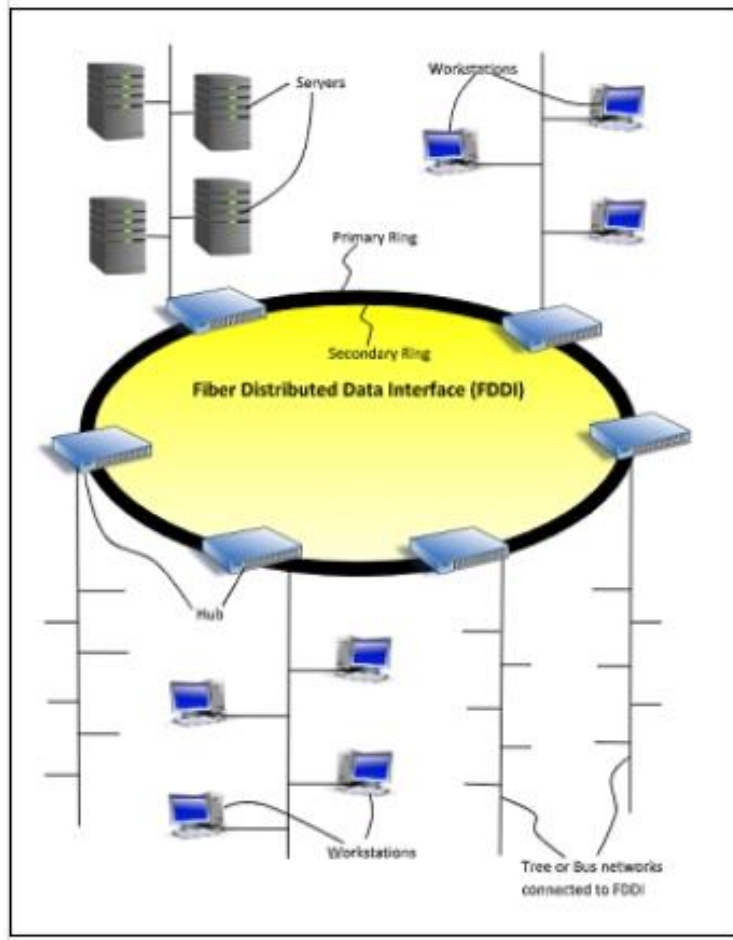 Servers
Workstations
Primary Ring
Secondary Ring
Fiber Distributed Data Interface (FDDI)
Hub
Workstations
Tree or Bus networks
connected to FDDI